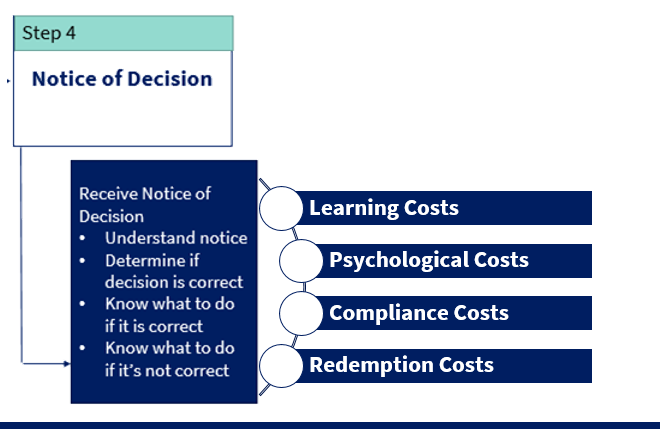 Step 4
Notice of Decision
Receive Notice of
Decision
• Understand notice
• Determine if
decision is correct
• Know what to do
if it is correct
• Know what to do
if it’s not correct
Learning Costs
Psychological Costs
Compliance Costs
Redemption Costs